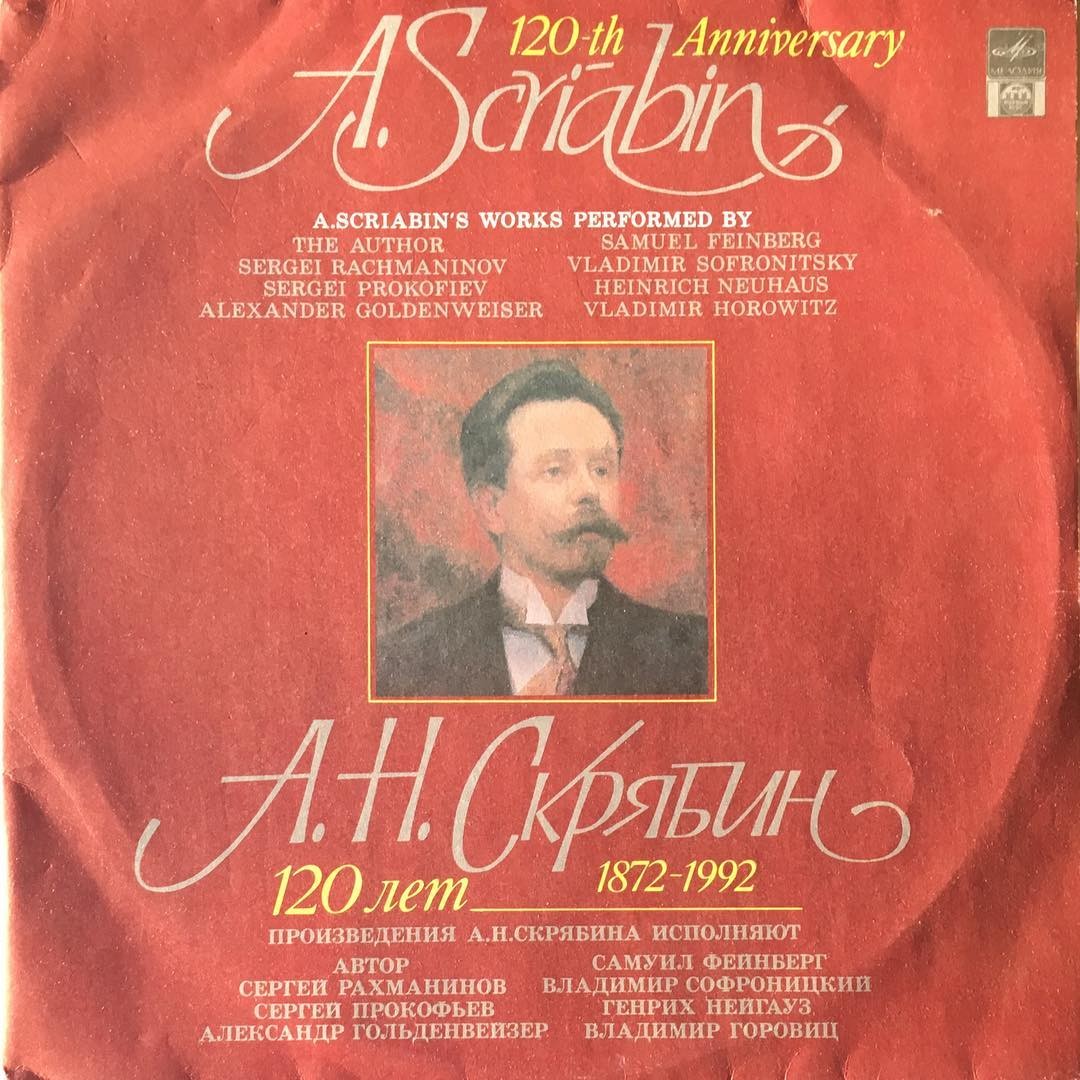 120-th Anniversary
A. Scriabin
МЕЛОДИЯ
A.SCRIABIN'S WORKS PERFORMED BY
THE AUTHOR
SERGEI RACHMANINOV
SERGEI PROKOFIEV
ALEXANDER GOLDENWEISER
SAMUEL FEINBERG
VLADIMIR SOFRONITSKY
HEINRICH NEUHAUS
VLADIMIR HOROWITZ
А.Н. Скрябин
120 лет 1872-1992
ПРОИЗВЕДЕНИЯ А.Н.СКРЯБИНА ИСПОЛНЯЮТ
АВТОР
СЕРГЕЙ РАХМАНИНОВ
СЕРГЕЙ ПРОКОФЬЕВ
АЛЕКСАНДР ГОЛЬДЕНВЕЙЗЕР
САМУИЛ ФЕЙНБЕРГ
ВЛАДИМИР СОФРОНИЦКИЙ
ГЕНРИХ НЕЙГАУЗ
ВЛАДИМИР ГОРОВИЦ